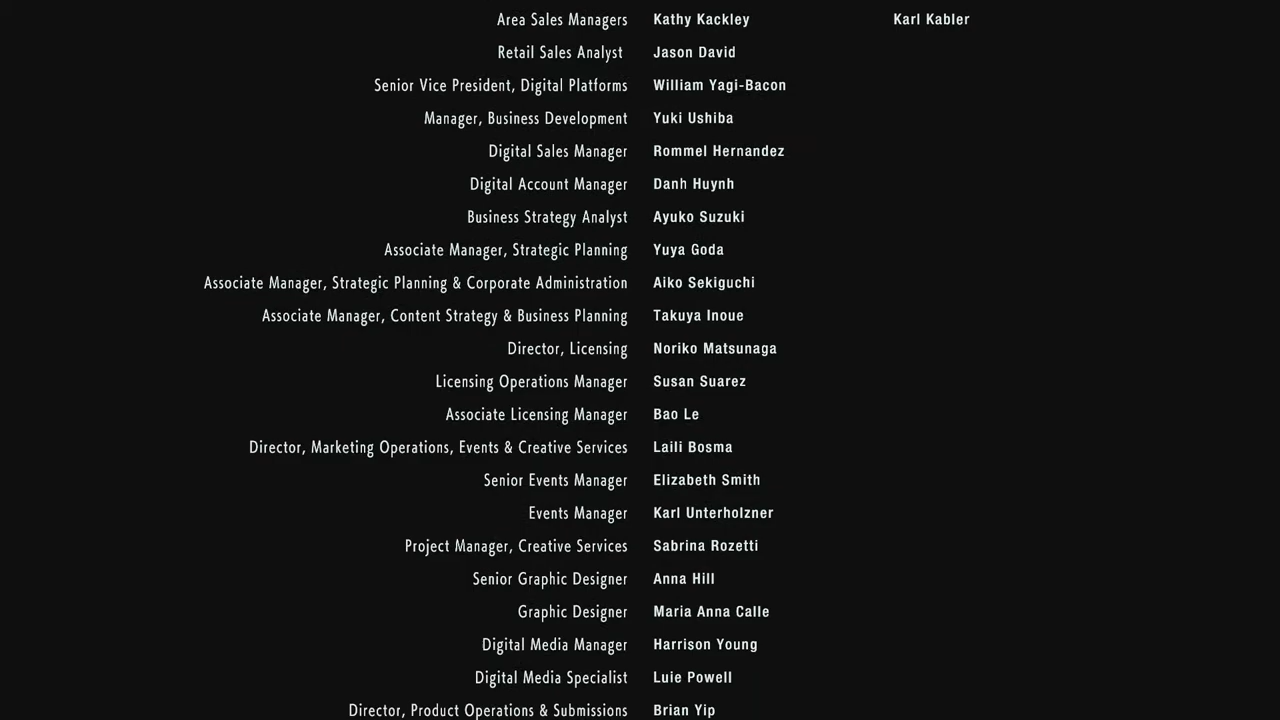 Area Sales Managers Kathy Kackley Karl Kabler
Retail Sales Analyst Jason David
Senior Vice President, Digital Platforms William Yagi-Bacon
Manager, Business Development Yuki Ushiba
Digital Sales Manager Rommel Hernandez
Digital Account Manager Danh Huynh
Business Strategy Analyst Ayuko Suzuki
Associate Manager, Strategic Planning Yuya Goda
Associate Manager, Strategic Planning & Corporate Administration Aiko Sekiguchi
Associate Manager, Content Strategy & Business Planning Takuya Inoue
Director, Licensing Noriko Matsunaga
Licensing Operations Manager Susan Suarez
Associate Licensing Manager Bao Le
Director, Marketing Operations, Events & Creative Services Laili Bosma
Senior Events Manager Elizabeth Smith
Events Manager Karl Unterholzner
Project Manager, Creative Services Sabrina Rozetti
Senior Graphic Designer Anna Hill
Graphic Designer Maria Anna Calle
Digital Media Manager Harrison Young
Digital Media Specialist Luie Powell
Director, Product Operations & Submissions Brian Yip